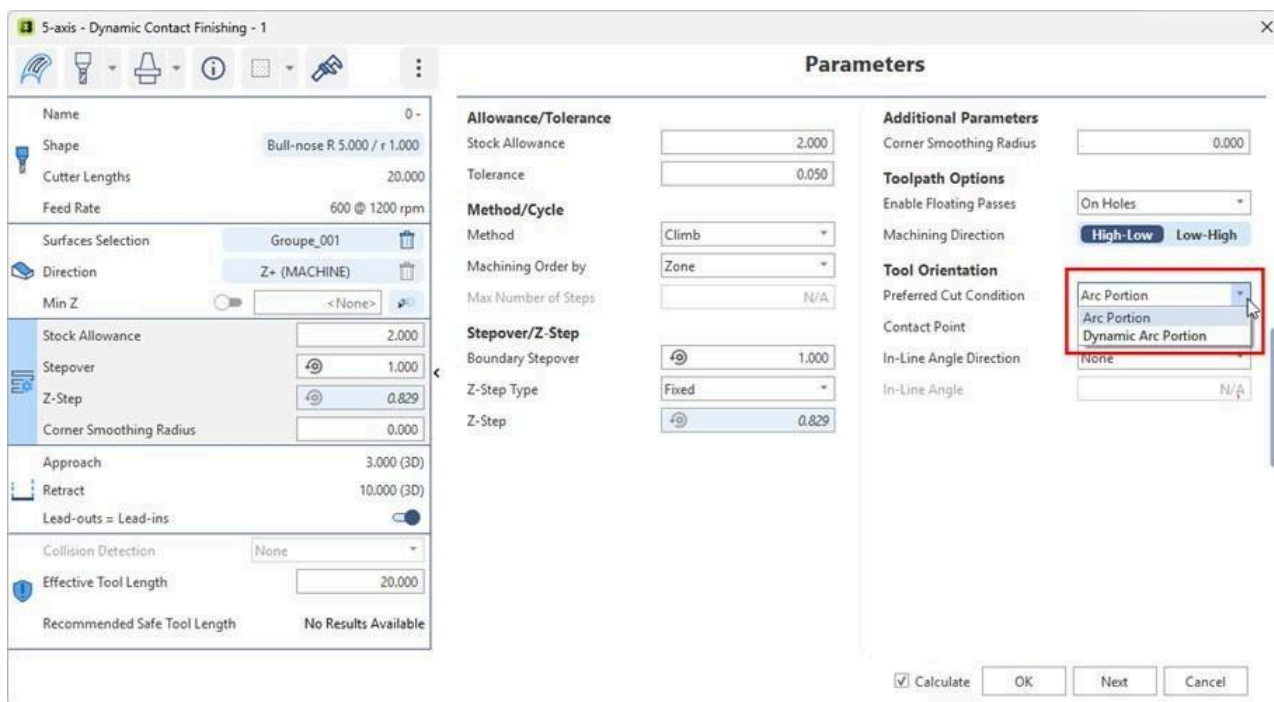 5-axis - Dynamic Contact Finishing - 1
Parameters
Name 0 -
Shape Bull-nose R 5.000 / r 1.000
Cutter Lengths 20.000
Feed Rate 600 @ 1200 rpm
Surfaces Selection Groupe_001
Direction Z+ (MACHINE)
Min Z <None>
Stock Allowance 2.000
Stepover 1.000
Z-Step 0.829
Corner Smoothing Radius 0.000
Approach 3.000 (3D)
Retract 10.000 (3D)
Lead-outs = Lead-ins
Collision Detection None
Effective Tool Length 20.000
Recommended Safe Tool Length No Results Available
Allowance/Tolerance
Stock Allowance 2.000
Tolerance 0.050
Method/Cycle
Method Climb
Machining Order by Zone
Max Number of Steps N/A
Stepover/Z-Step
Boundary Stepover 1.000
Z-Step Type Fixed
Z-Step 0.829
Additional Parameters
Corner Smoothing Radius 0.000
Toolpath Options
Enable Floating Passes On Holes
Machining Direction High-Low Low-High
Tool Orientation
Preferred Cut Condition Arc Portion
Arc Portion
Contact Point
Dynamic Arc Portion
In-Line Angle Direction None
In-Line Angle N/A
Calculate OK Next Cancel